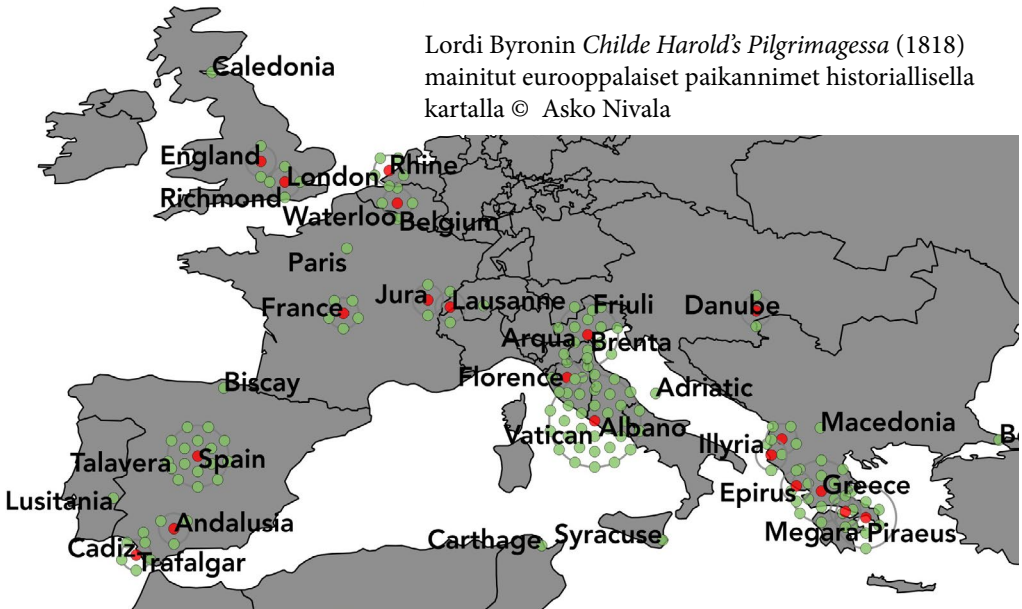 Lordi Byronin Childe Harold's Pilgrimagessa (1818)
mainitut eurooppalaiset paikannimet historiallisella
kartalla © Asko Nivala
Caledonia
England
Rhine
London
Richmond
Waterloo
Belgium
Paris
Jura
Lausanne
Friuli
Danube
France
Arqua
Brenta
Florence
Biscay
Adriatic
Macedonia
Vatican
Albano
Illyria
Talavera
Spain
Epirus
Greece
Lusitania
Andalusia
Carthage
Syracuse
Megara
Piraeus
Cadiz
Trafalgar